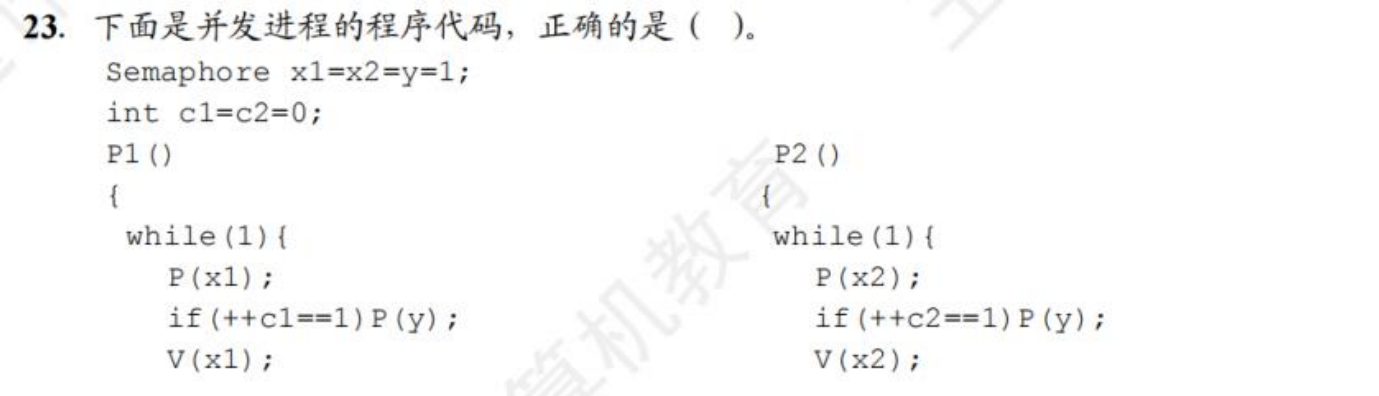 23. 下面是并发进程的程序代码，正确的是（ ）。
Semaphore x1=x2=y=1;
int c1=c2=0;
P1() P2()
{ {
while(1){ while(1){
P(x1); P(x2);
if(++c1==1)P(y); if(++c2==1)P(y);
V(x1); V(x2);
算机教育